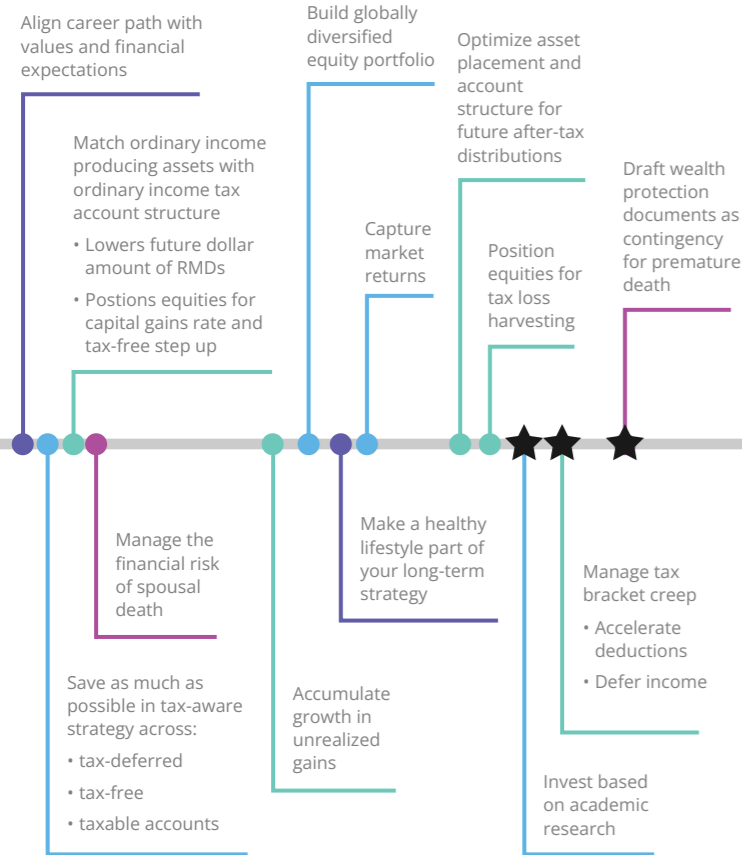 Align career path with
values and financial
expectations
Match ordinary income
producing assets with
ordinary income tax
account structure
• Lowers future dollar
amount of RMDs
• Postions equities for
capital gains rate and
tax-free step up
Build globally
diversified
equity portfolio
Capture
market
returns
Optimize asset
placement and
account
structure for
future after-tax
distributions
Position
equities for
tax loss
harvesting
Draft wealth
protection
documents as
contingency
for premature
death
Manage the
financial risk
of spousal
death
Save as much as
possible in tax-aware
strategy across:
• tax-deferred
• tax-free
• taxable accounts
Accumulate
growth in
unrealized
gains
Make a healthy
lifestyle part of
your long-term
strategy
Manage tax
bracket creep
• Accelerate
deductions
• Defer income
Invest based
on academic
research